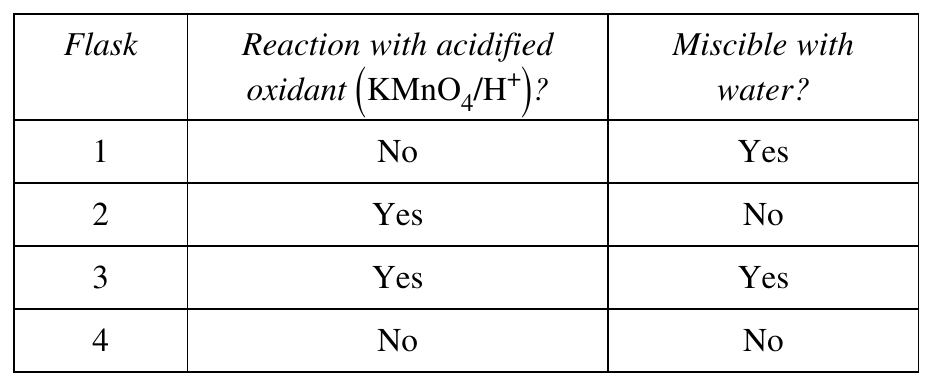 Flask Reaction with acidified Miscible with
oxidant (KMnO₄/H⁺)? water?
1 No Yes
2 Yes No
3 Yes Yes
4 No No